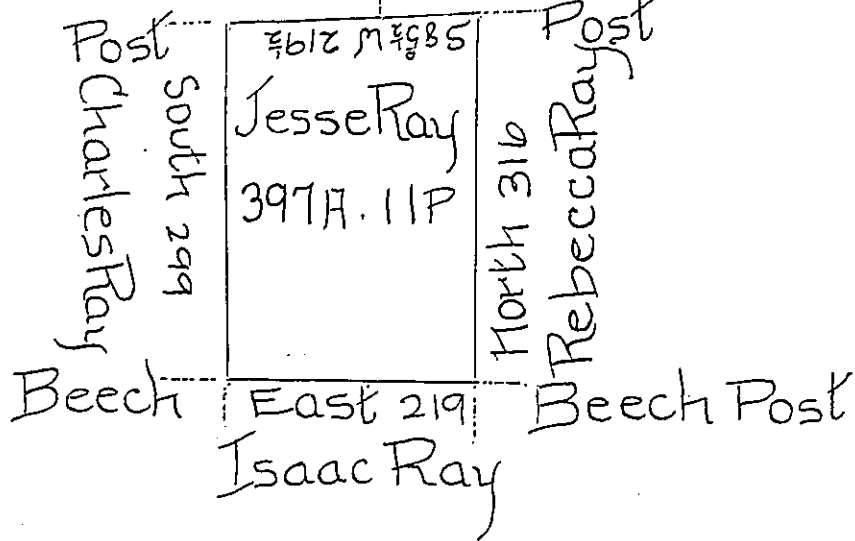 Post
Post
S85½°W 219½
Charles Ray
South 299
Jesse Ray
397A. 11P
North 316
Rebecca Ray
Beech
East 219
Beech Post
Isaac Ray